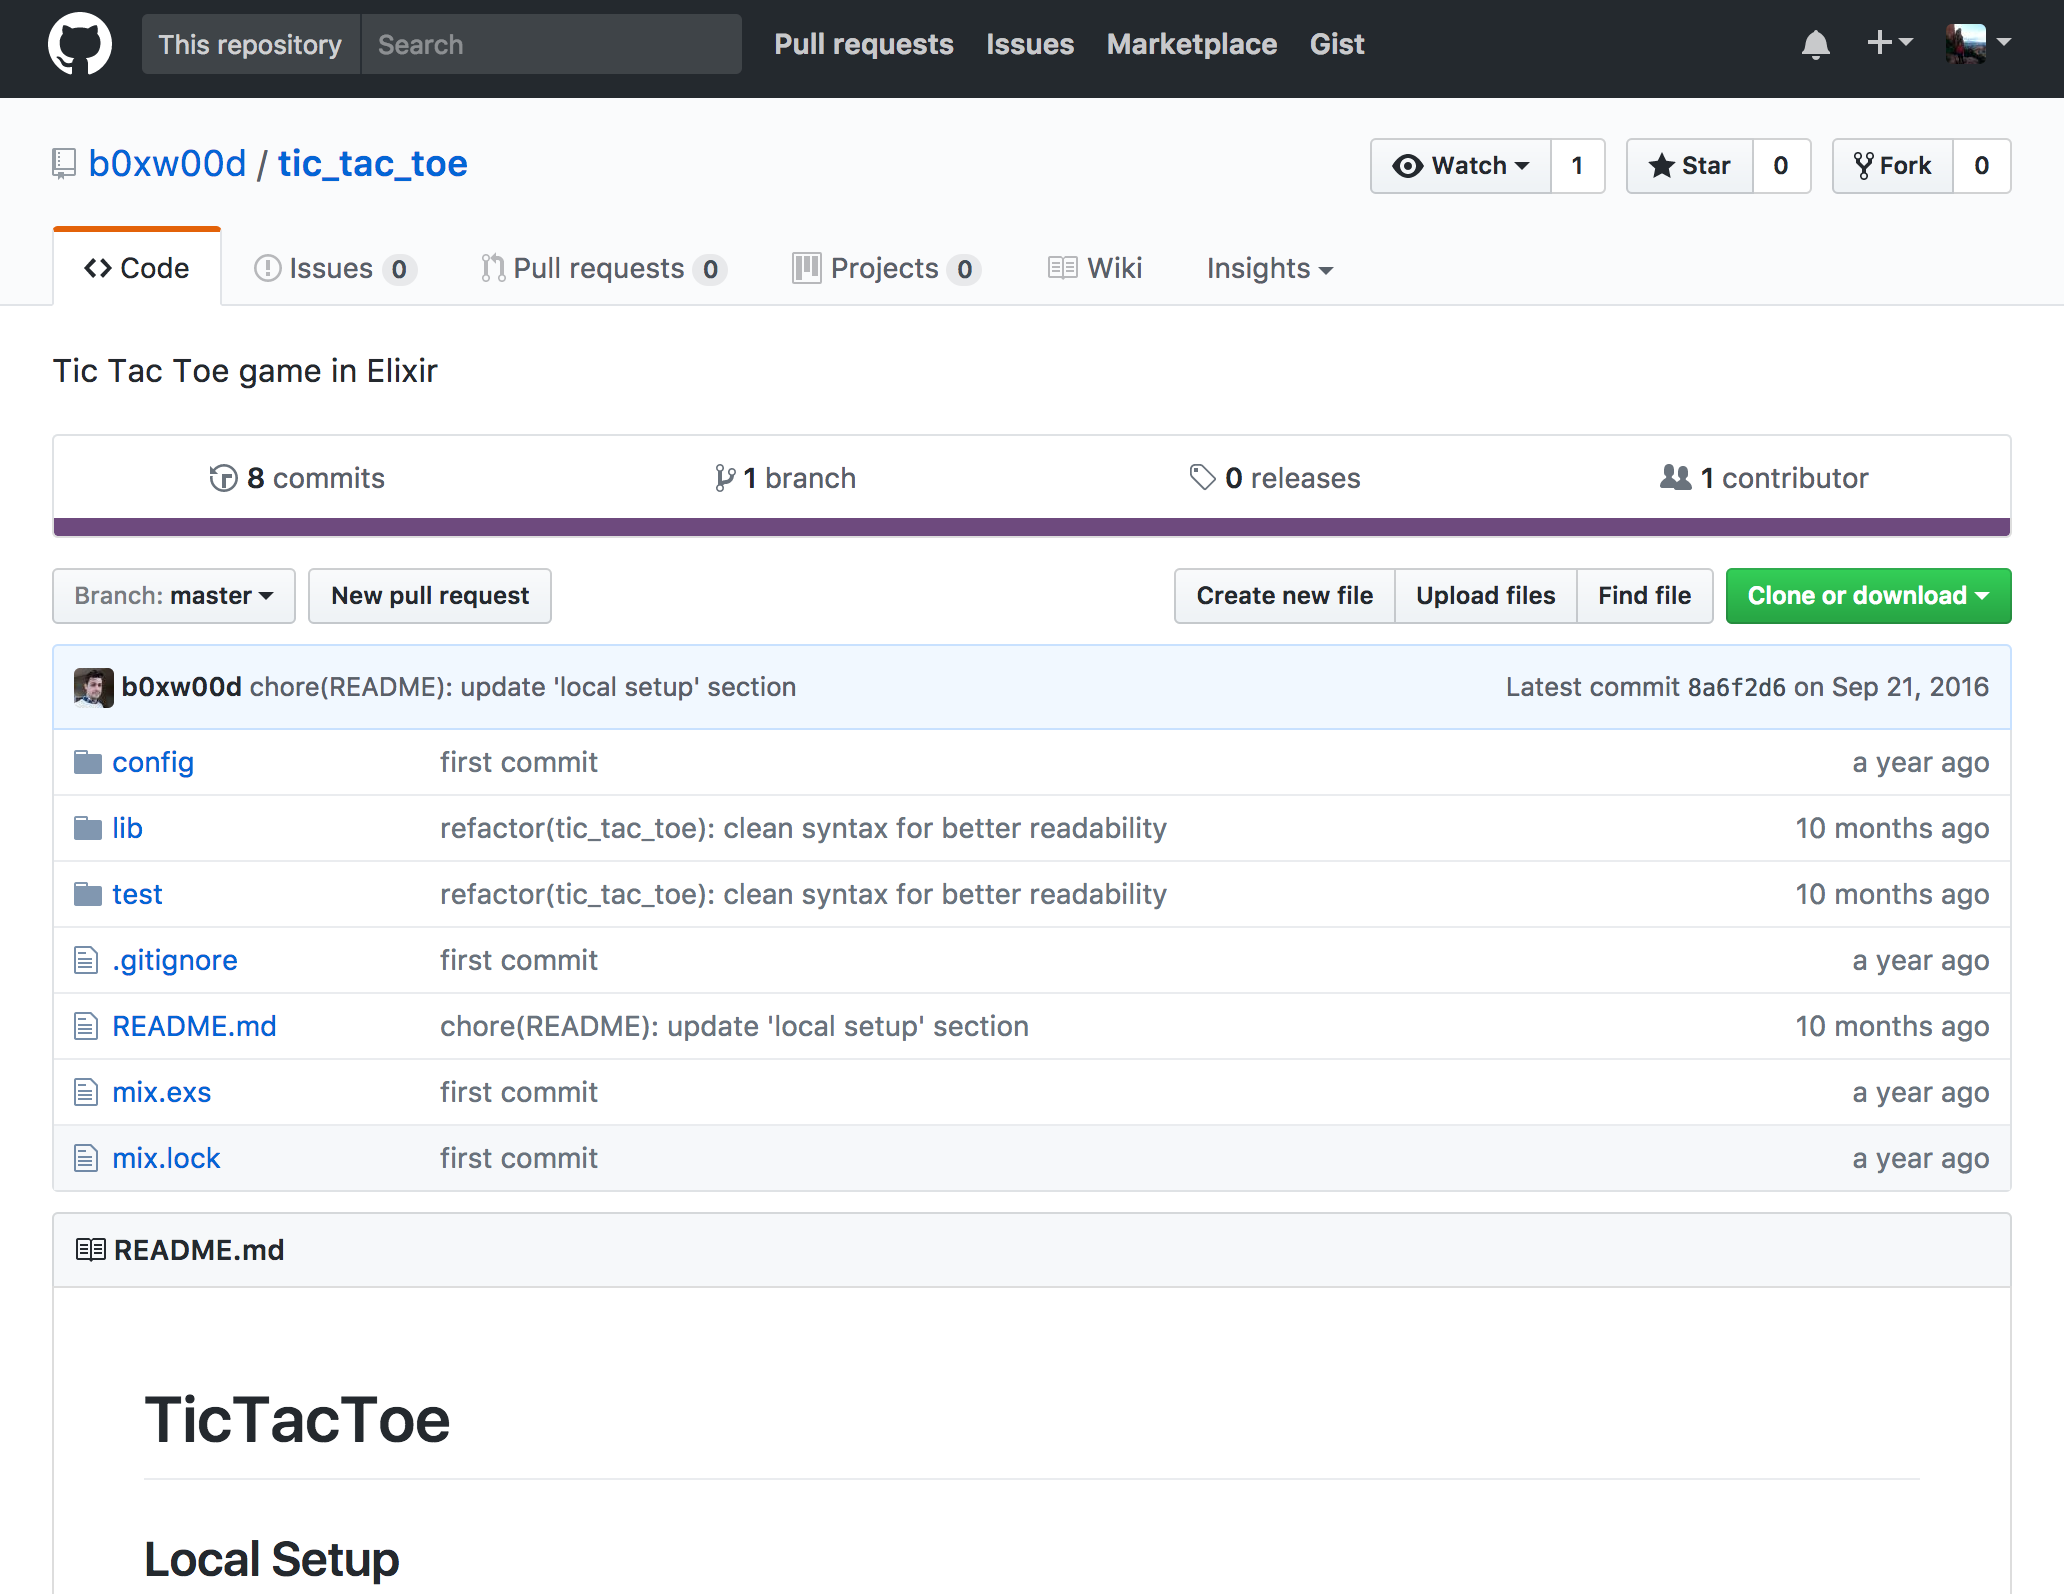 This repository Search Pull requests Issues Marketplace Gist
b0xw00d / tic_tac_toe Watch 1 Star 0 Fork 0
Code Issues 0 Pull requests 0 Projects 0 Wiki Insights
Tic Tac Toe game in Elixir
8 commits 1 branch 0 releases 1 contributor
Branch: master New pull request Create new file Upload files Find file Clone or download
b0xw00d chore(README): update 'local setup' section Latest commit 8a6f2d6 on Sep 21, 2016
config first commit a year ago
lib refactor(tic_tac_toe): clean syntax for better readability 10 months ago
test refactor(tic_tac_toe): clean syntax for better readability 10 months ago
.gitignore first commit a year ago
README.md chore(README): update 'local setup' section 10 months ago
mix.exs first commit a year ago
mix.lock first commit a year ago
README.md
TicTacToe
Local Setup